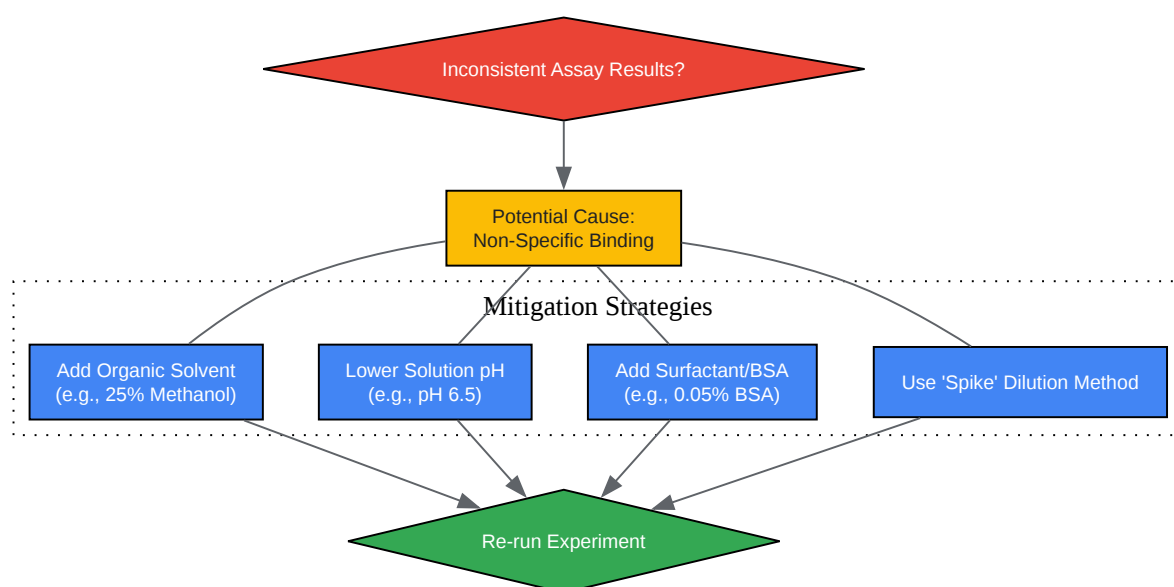 Inconsistent Assay Results?
Potential Cause:
Non-Specific Binding
Mitigation Strategies
Add Organic Solvent
(e.g., 25% Methanol)
Lower Solution pH
(e.g., pH 6.5)
Add Surfactant/BSA
(e.g., 0.05% BSA)
Use 'Spike' Dilution Method
Re-run Experiment